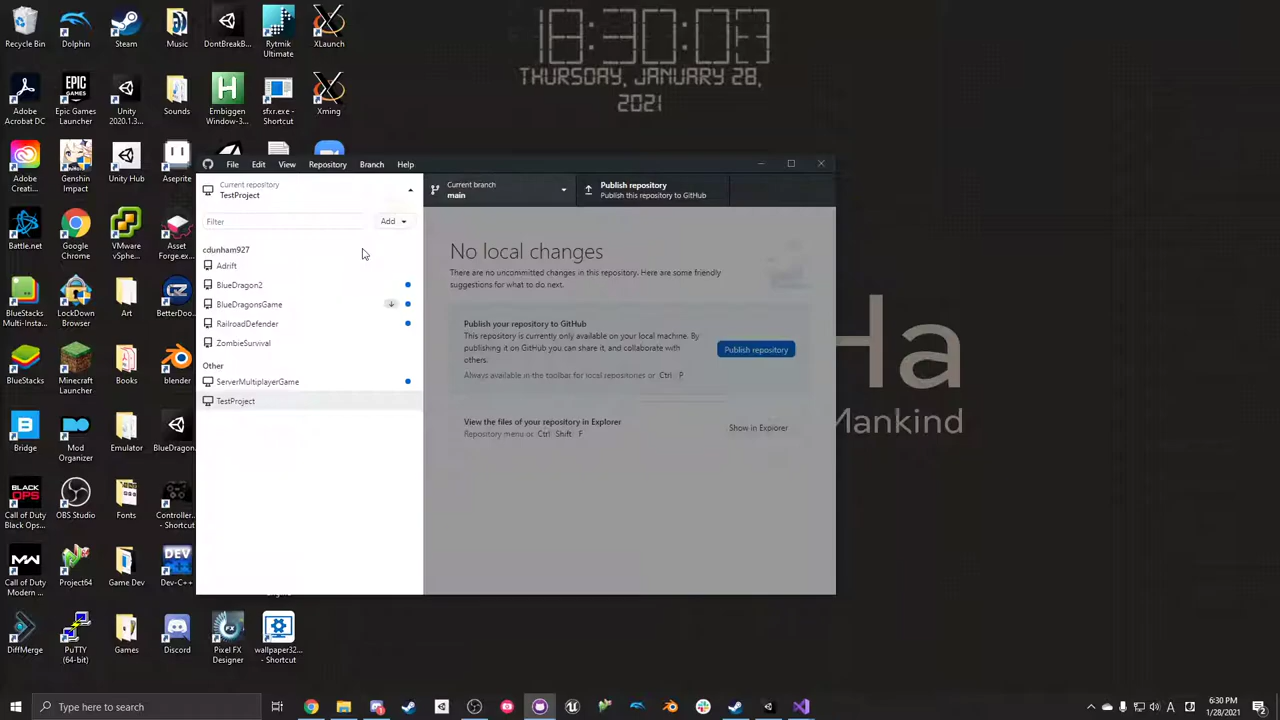 18:30:03
THURSDAY, JANUARY 28,
2021
Recycle Bin
Dolphin
Steam
Music
DontBreakB...
Rytmik
Ultimate
XLaunch
Adobe
Acrobat DC
Epic Games
Launcher
Unity
2020.1.3...
Sounds
Embiggen
Window-3...
sfxr.exe -
Shortcut
Xming
Adobe
Creati...
Genshin
Impact
Unity Hub
Aseprite
Battle.net
Google
Chrome
VMware
vSphe...
Asset
Forge.e...
BlueStacks
Multi-Insta...
LockDown
Browser
Art
BetterDoo...
BlueStacks
Minecraft
Launcher
Books
blender
Bridge
Mod
Organizer
Emulator
BlueDragon...
BLACK
OPS
Call of Duty
Black Ops...
OBS Studio
Fonts
Controller...
- Shortcut
Call of Duty
Modern ...
Project64
Game Dev
DEV
Dev-C++
DiffMerge
PuTTY
(64-bit)
Games
Discord
Pixel FX
Designer
wallpaper32...
- Shortcut
File
Edit
View
Repository
Branch
Help
Current repository
TestProject
Current branch
main
Publish repository
Publish this repository to GitHub
Filter
Add
cdunham927
Adrift
BlueDragon2
BlueDragonsGame
RailroadDefender
ZombieSurvival
Other
ServerMultiplayerGame
TestProject
No local changes
There are no uncommitted changes in this repository. Here are some friendly
suggestions for what to do next.
Publish your repository to GitHub
This repository is currently only available on your local machine. By
publishing it on GitHub you can share it, and collaborate with
others.
Always available in the toolbar for local repositories or Ctrl P
Publish repository
View the files of your repository in Explorer
Repository menu or Ctrl Shift F
Show in Explorer
Ha
Mankind
Type here to search
6:30 PM
1/28/2021